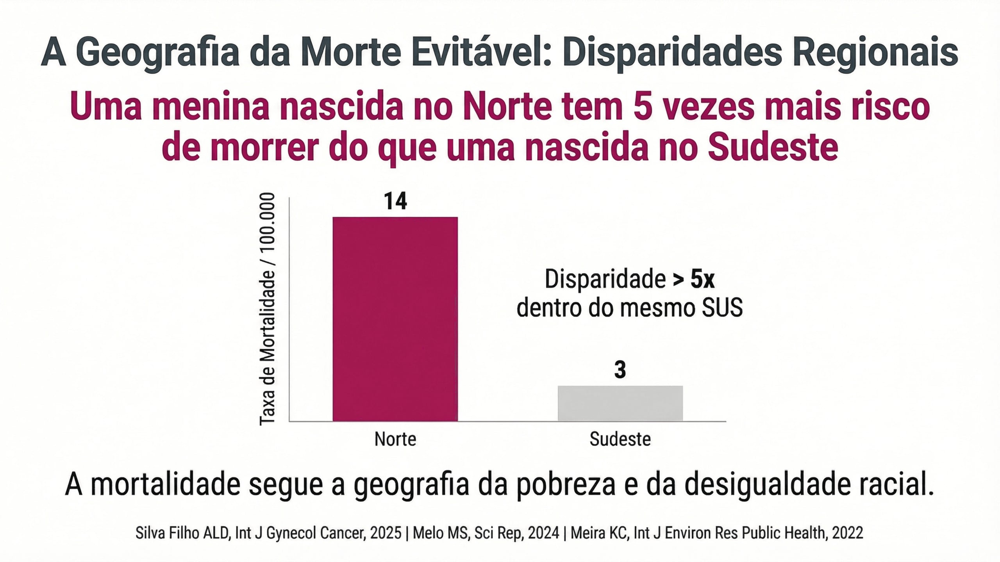 A Geografia da Morte Evitável: Disparidades Regionais
Uma menina nascida no Norte tem 5 vezes mais risco
de morrer do que uma nascida no Sudeste
Taxa de Mortalidade / 100.000
14
Disparidade > 5x
dentro do mesmo SUS
3
Norte
Sudeste
A mortalidade segue a geografia da pobreza e da desigualdade racial.
Silva Filho ALD, Int J Gynecol Cancer, 2025 | Melo MS, Sci Rep, 2024 | Meira KC, Int J Environ Res Public Health, 2022